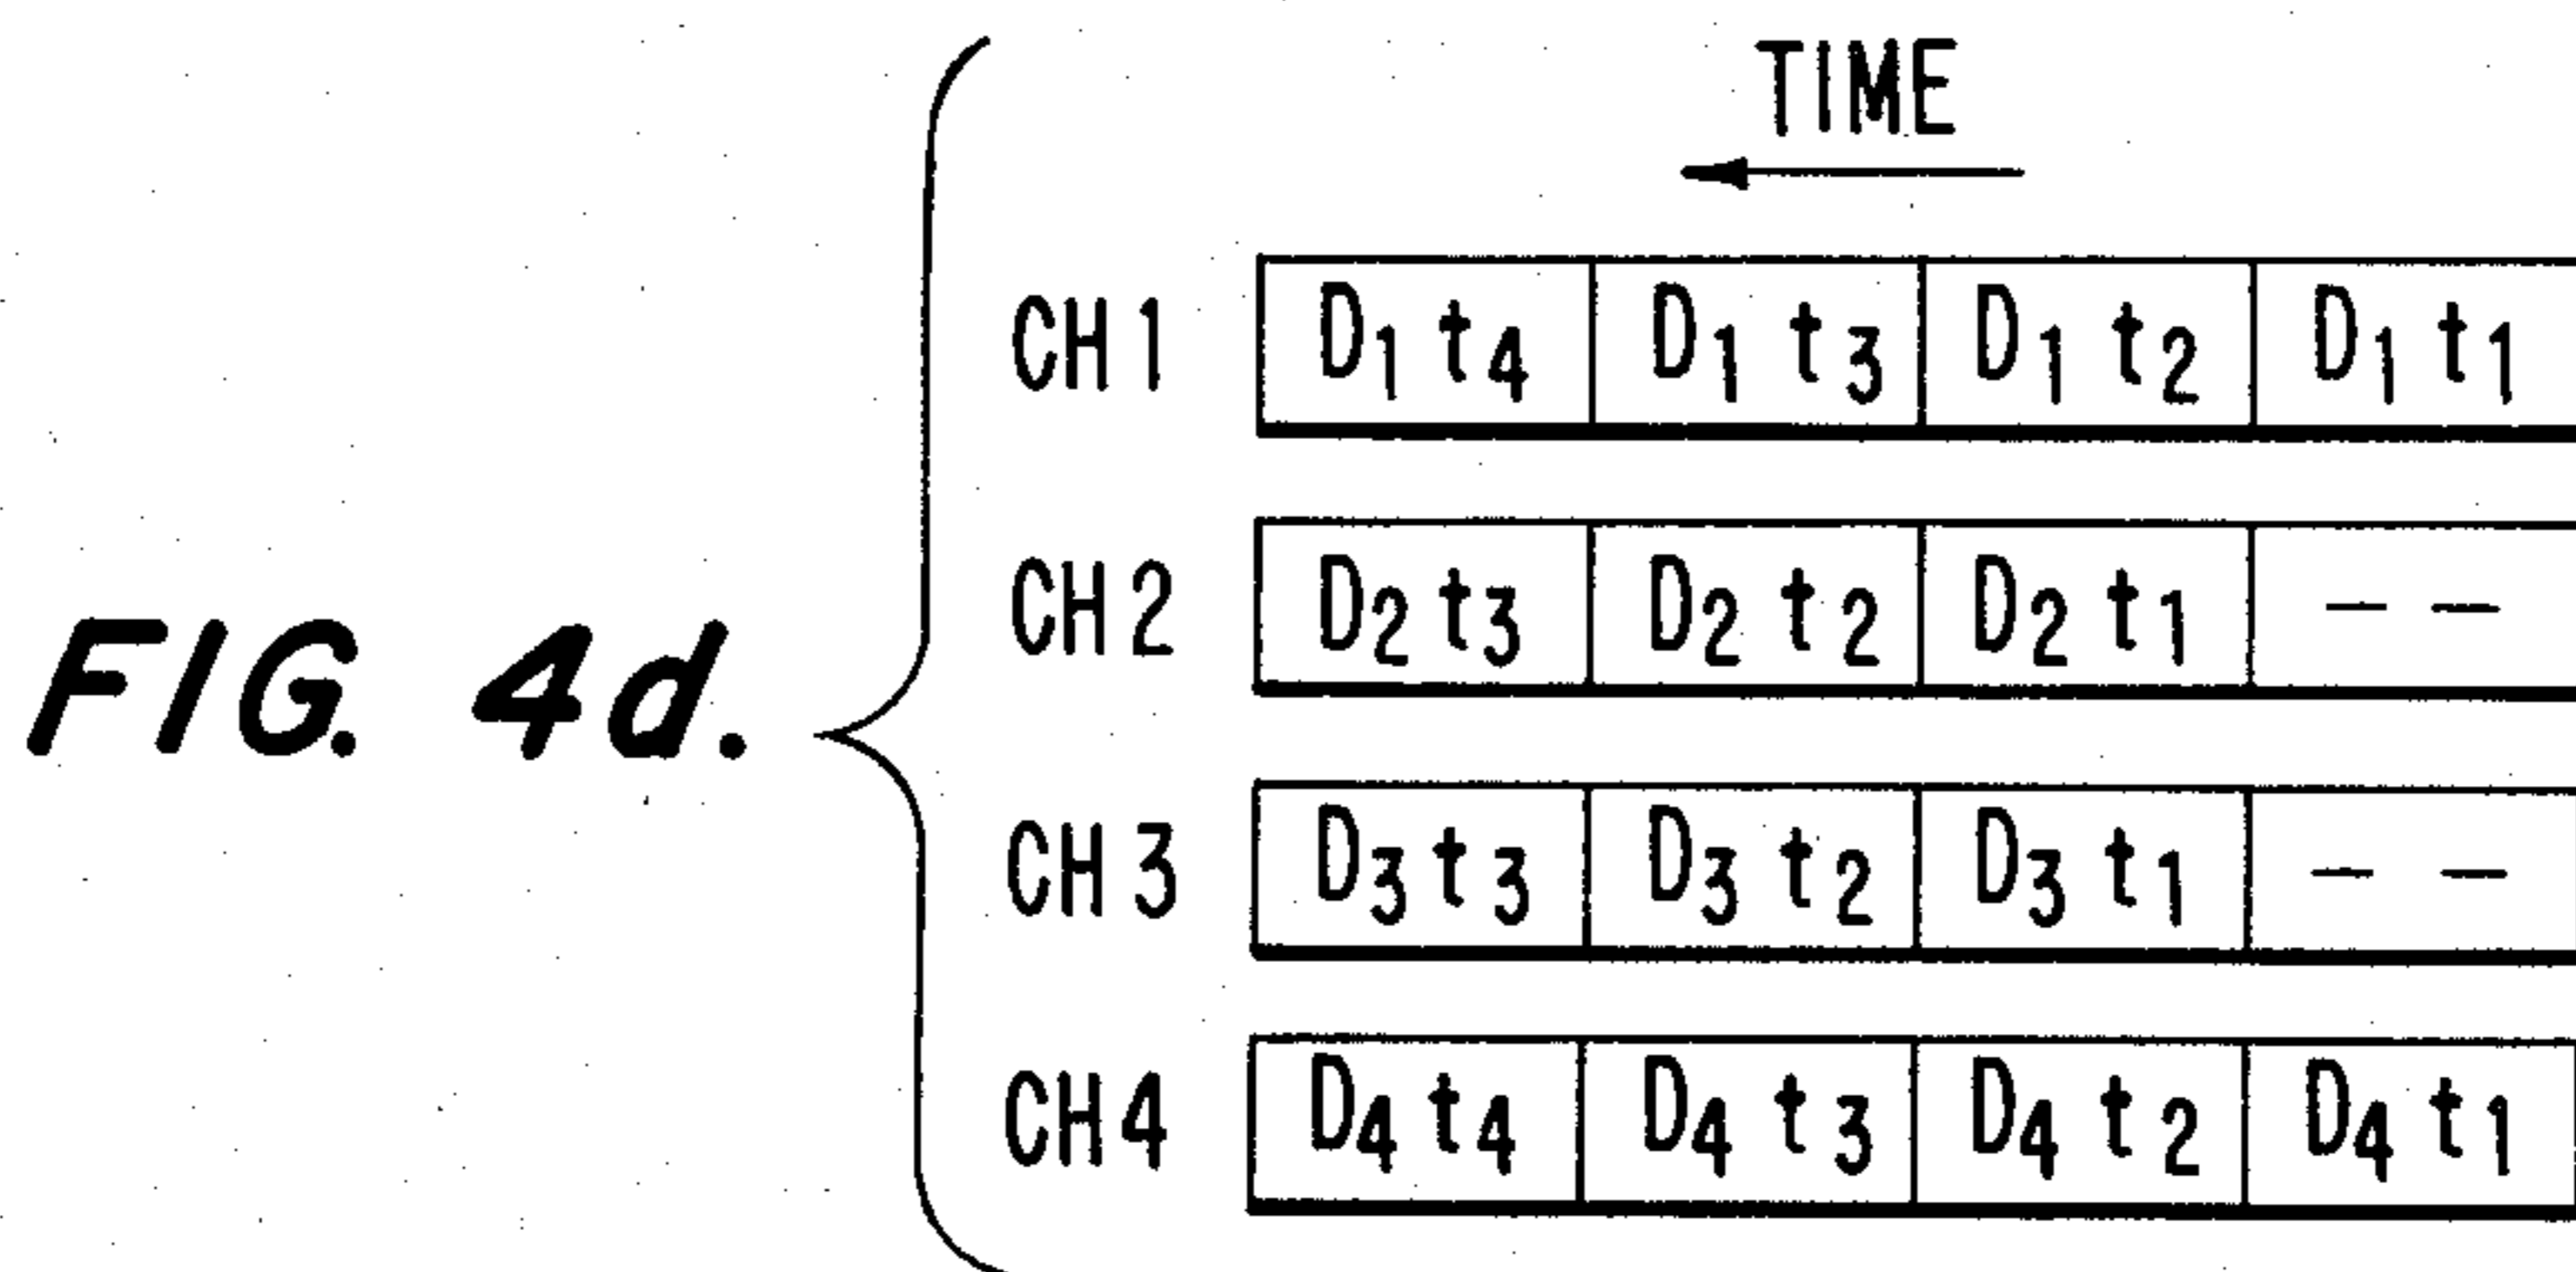 TIME
CH1 D1 t4 D1 t3 D1 t2 D1 t1
CH2 D2 t3 D2 t2 D2 t1 --
FIG. 4d.
CH3 D3 t3 D3 t2 D3 t1 --
CH4 D4 t4 D4 t3 D4 t2 D4 t1